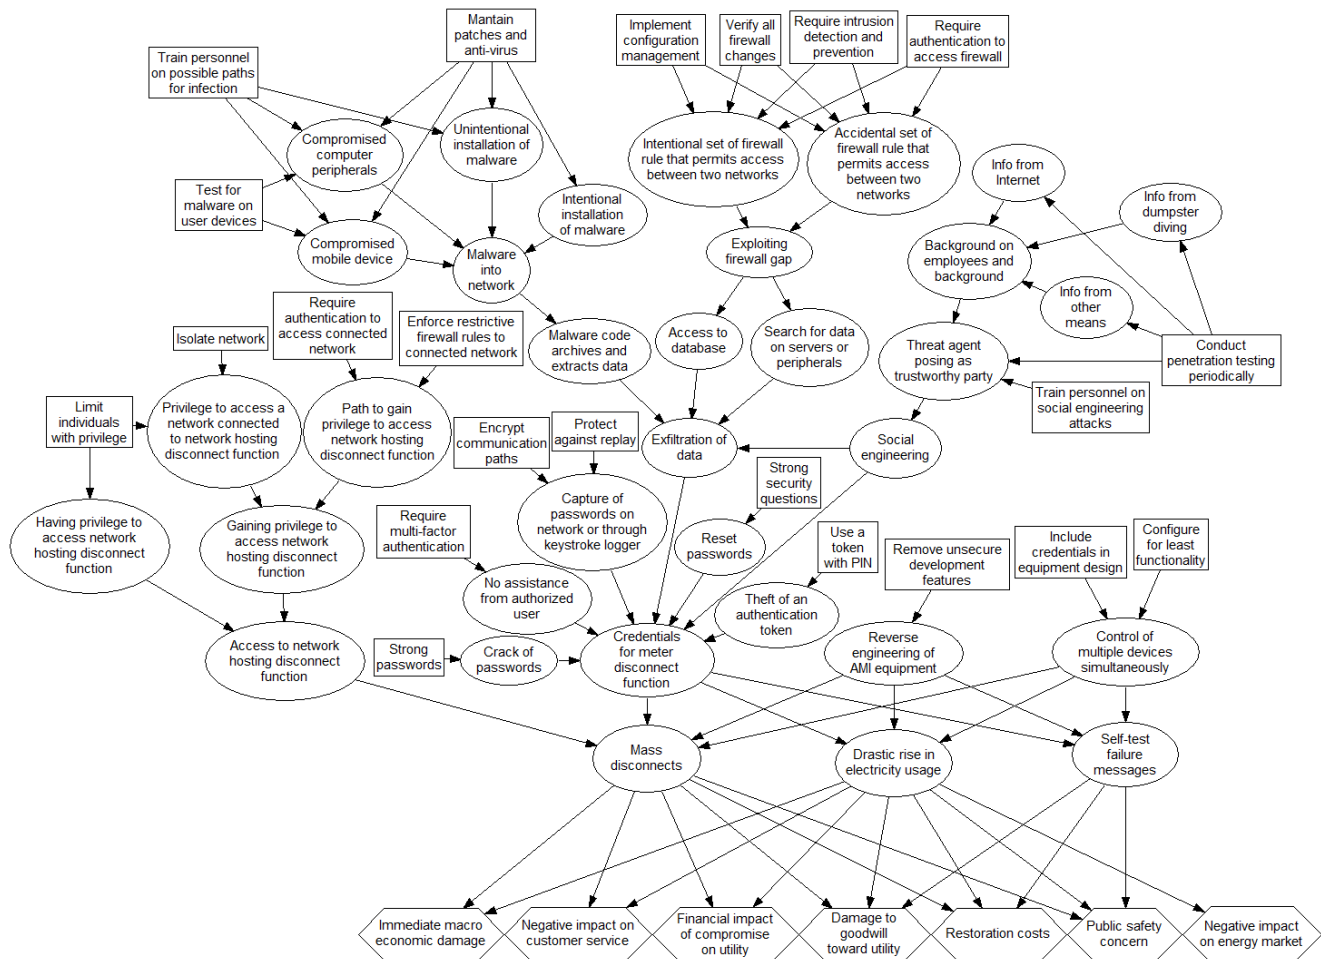 Mantain
patches and
anti-virus
Implement
configuration
management
Verify all
firewall
changes
Require intrusion
detection and
prevention
Require
authentication to
access firewall
Train personnel
on possible paths
for infection
Compromised
computer
peripherals
Unintentional
installation of
malware
Intentional set of firewall
rule that permits access
between two networks
Accidental set of
firewall rule that
permits access
between two
networks
Info from
Internet
Test for
malware on
user devices
Intentional
installation
of malware
Info from
dumpster
diving
Compromised
mobile device
Malware
into
network
Exploiting
firewall gap
Background on
employees and
background
Info from
other
means
Require
authentication to
access connected
network
Enforce restrictive
firewall rules to
connected network
Isolate network
Malware code
archives and
extracts data
Access to
database
Search for data
on servers or
peripherals
Threat agent
posing as
trustworthy party
Conduct
penetration testing
periodically
Train personnel on
social engineering
attacks
Limit
individuals
with privilege
Privilege to access a
network connected
to network hosting
disconnect function
Path to gain
privilege to access
network hosting
disconnect function
Encrypt
communication
paths
Protect
against replay
Exfiltration of
data
Social
engineering
Strong
security
questions
Having privilege to
access network
hosting disconnect
function
Gaining privilege to
access network
hosting disconnect
function
Require
multi-factor
authentication
Capture of
passwords on
network or through
keystroke logger
Reset
passwords
Use a
token
with PIN
Remove unsecure
development
features
Include
credentials in
equipment design
Configure
for least
functionality
No assistance
from authorized
user
Theft of an
authentication
token
Access to network
hosting disconnect
function
Strong
passwords
Crack of
passwords
Credentials
for meter
disconnect
function
Reverse
engineering of
AMI equipment
Control of
multiple devices
simultaneously
Mass
disconnects
Drastic rise in
electricity usage
Self-test
failure
messages
Immediate macro
economic damage
Negative impact on
customer service
Financial impact
of compromise
on utility
Damage to
goodwill
toward utility
Restoration costs
Public safety
concern
Negative impact
on energy market